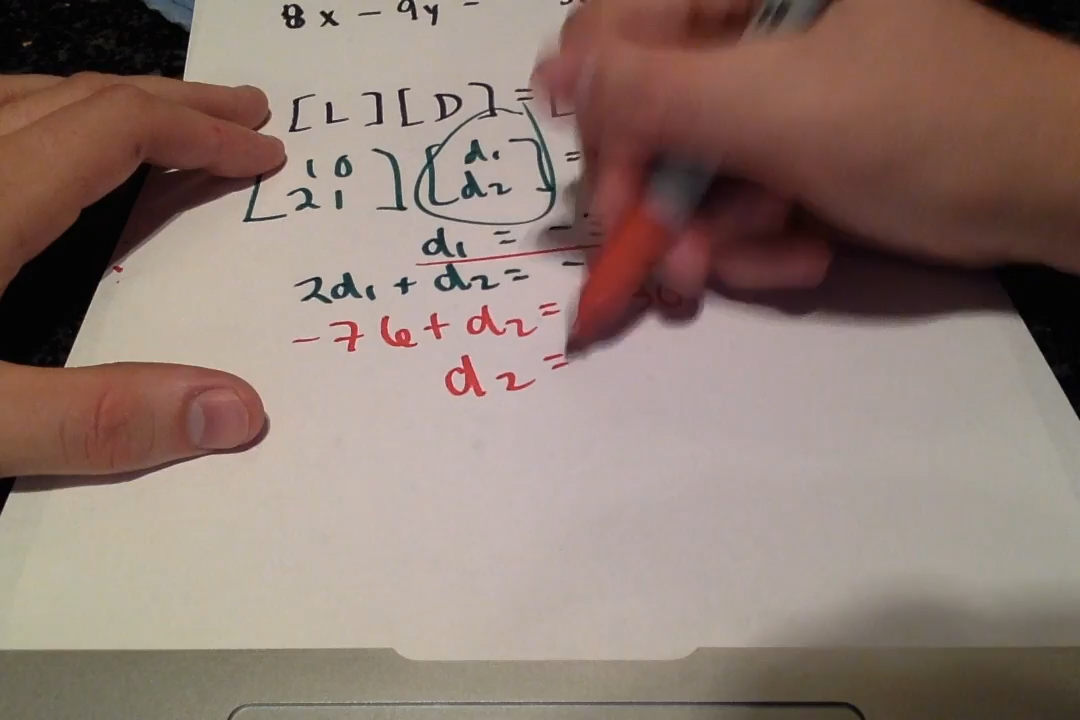 8x - 9y =
[L][D] =
[1 0
2 1][d1
d2] =
d1 = -
2d1 + d2 = -
-76 + d2 =
d2 =